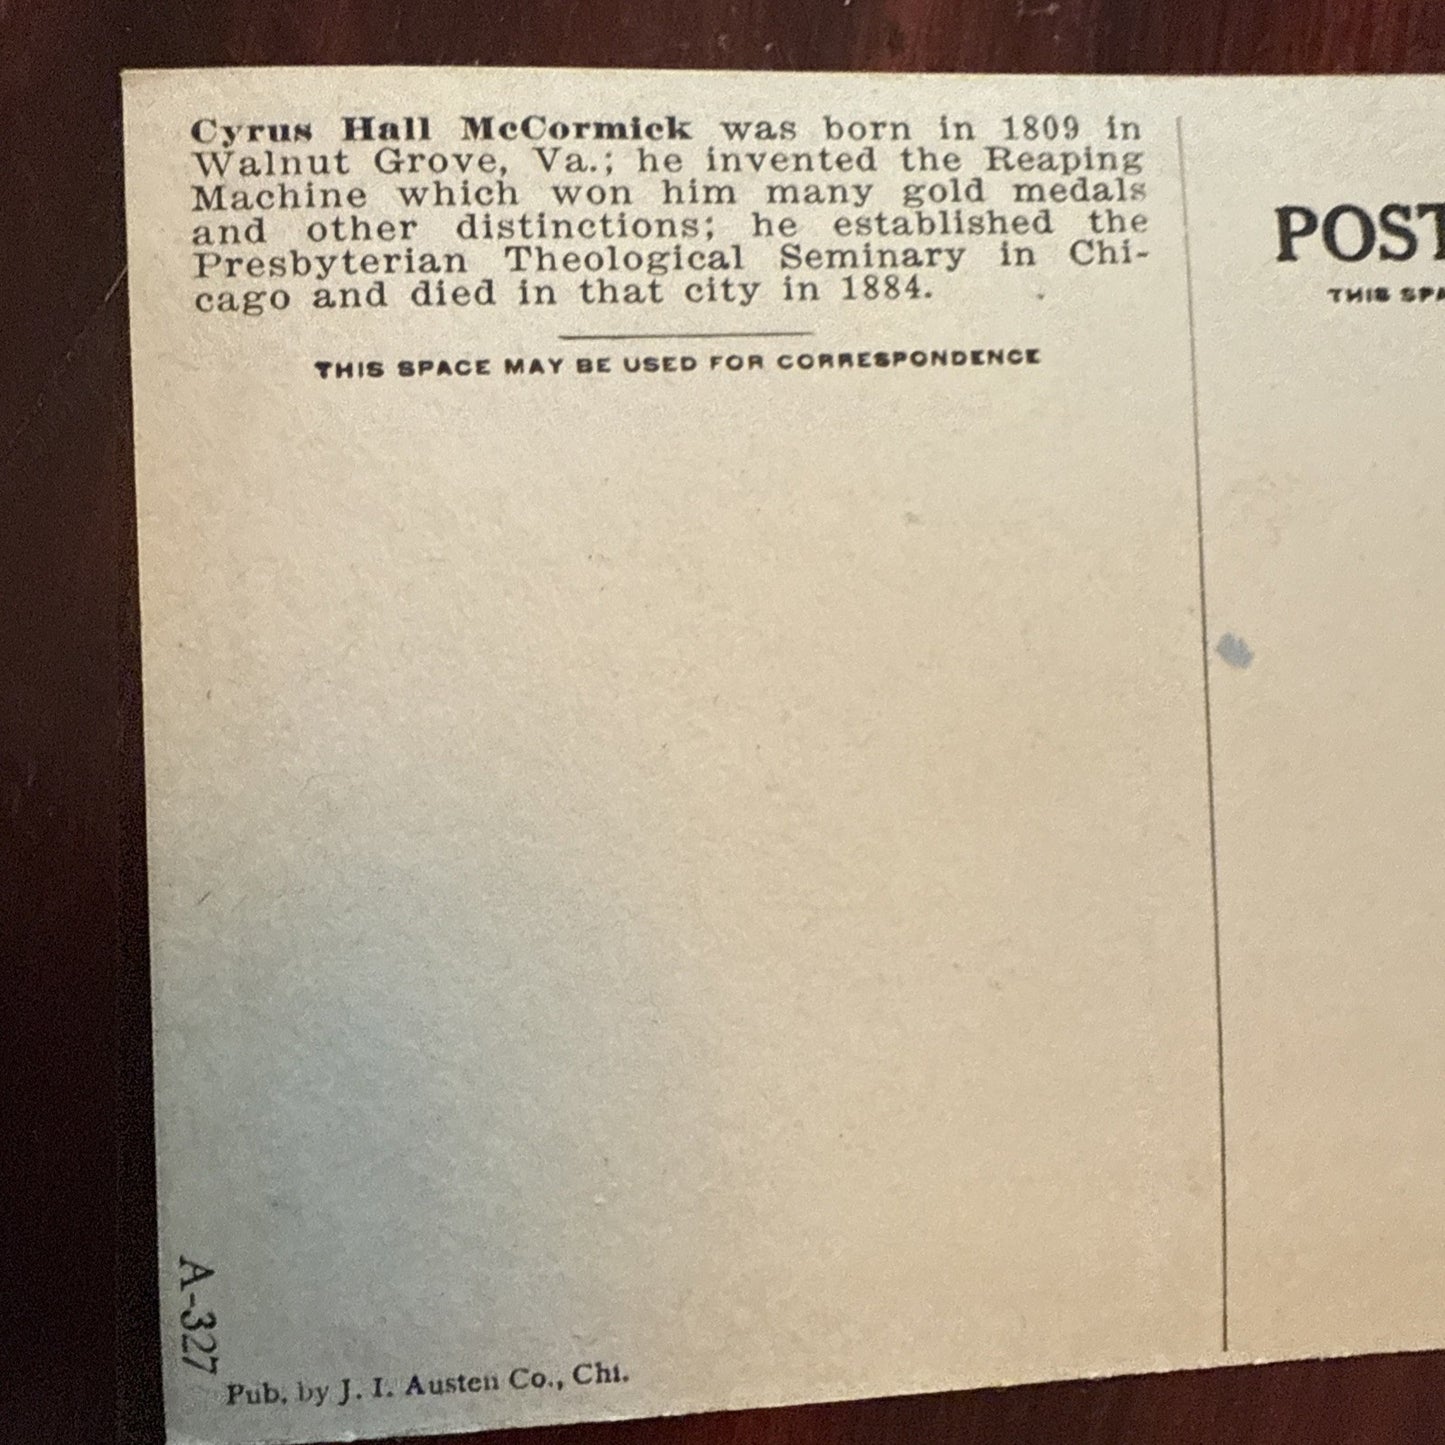 Cyrus Hall McCormick was born in 1809 in
Walnut Grove, Va.; he invented the Reaping
Machine which won him many gold medals
and other distinctions; he established the
Presbyterian Theological Seminary in Chi-
cago and died in that city in 1884.
THIS SPACE MAY BE USED FOR CORRESPONDENCE
POST
THIS SPA
A-327
Pub. by J. I. Austen Co., Chi.